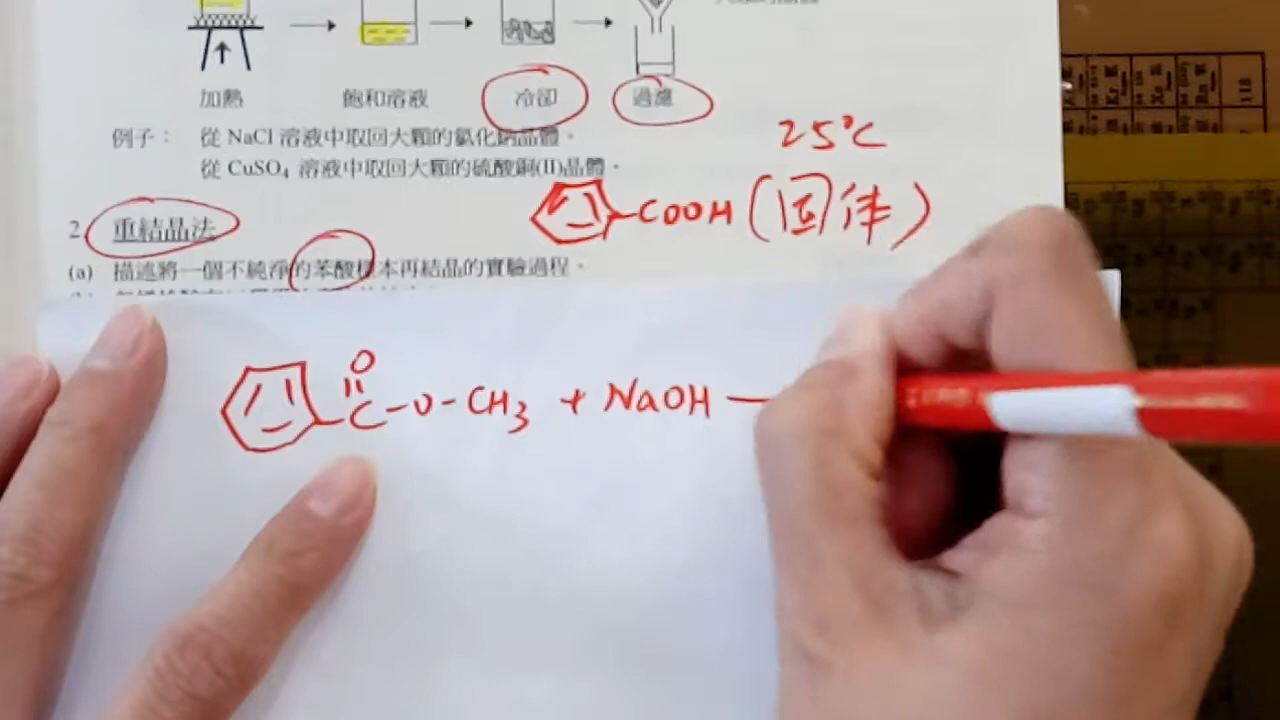 加熱 飽和溶液 冷卻 過濾
例子： 從 NaCl 溶液中取回大顆的氯化鈉晶體。
從 CuSO₄ 溶液中取回大顆的硫酸銅(II)晶體。
25°C
COOH (固体)
2 重結晶法
(a) 描述將一個不純淨的苯酸樣本再結晶的實驗過程。
O
C-O-CH₃ + NaOH —
118